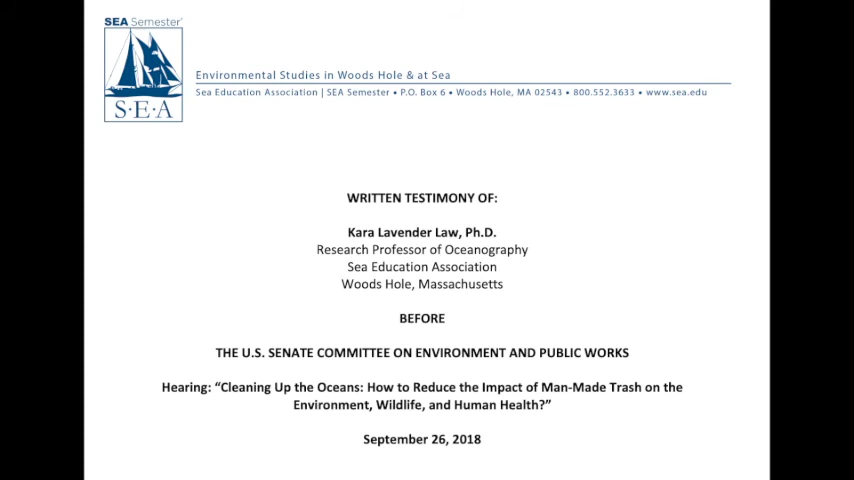 SEA Semester®
S·E·A
Environmental Studies in Woods Hole & at Sea
Sea Education Association | SEA Semester • P.O. Box 6 • Woods Hole, MA 02543 • 800.552.3633 • www.sea.edu
WRITTEN TESTIMONY OF:
Kara Lavender Law, Ph.D.
Research Professor of Oceanography
Sea Education Association
Woods Hole, Massachusetts
BEFORE
THE U.S. SENATE COMMITTEE ON ENVIRONMENT AND PUBLIC WORKS
Hearing: “Cleaning Up the Oceans: How to Reduce the Impact of Man-Made Trash on the
Environment, Wildlife, and Human Health?”
September 26, 2018